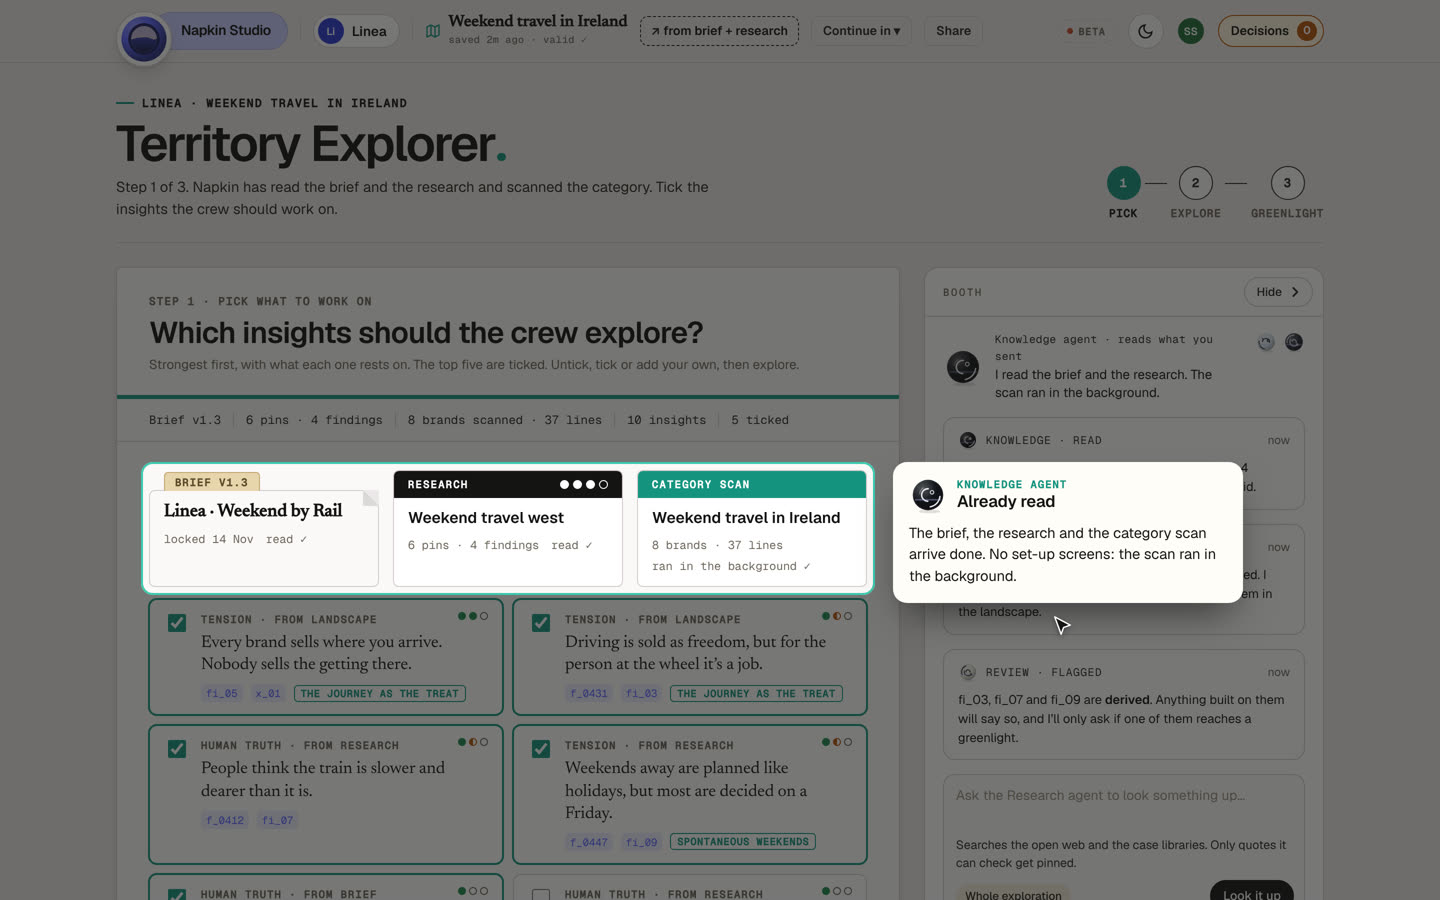 Napkin Studio
Li Linea
Weekend travel in Ireland
saved 2m ago · valid ✓
↗ from brief + research
Continue in ▾
Share
BETA
SS
Decisions 0
LINEA · WEEKEND TRAVEL IN IRELAND
Territory Explorer.
Step 1 of 3. Napkin has read the brief and the research and scanned the category. Tick the
insights the crew should work on.
1 2 3
PICK EXPLORE GREENLIGHT
STEP 1 · PICK WHAT TO WORK ON
Which insights should the crew explore?
Strongest first, with what each one rests on. The top five are ticked. Untick, tick or add your own, then explore.
Brief v1.3 6 pins · 4 findings 8 brands scanned · 37 lines 10 insights 5 ticked
BRIEF V1.3
Linea · Weekend by Rail
locked 14 Nov read ✓
RESEARCH
Weekend travel west
6 pins · 4 findings read ✓
CATEGORY SCAN
Weekend travel in Ireland
8 brands · 37 lines
ran in the background ✓
TENSION · FROM LANDSCAPE
Every brand sells where you arrive.
Nobody sells the getting there.
fi_05 x_01 THE JOURNEY AS THE TREAT
TENSION · FROM LANDSCAPE
Driving is sold as freedom, but for the
person at the wheel it's a job.
f_0431 fi_03 THE JOURNEY AS THE TREAT
HUMAN TRUTH · FROM RESEARCH
People think the train is slower and
dearer than it is.
f_0412 fi_07
TENSION · FROM RESEARCH
Weekends away are planned like
holidays, but most are decided on a
Friday.
f_0447 fi_09 SPONTANEOUS WEEKENDS
HUMAN TRUTH · FROM BRIEF
HUMAN TRUTH · FROM RESEARCH
BOOTH
Hide
Knowledge agent · reads what you
sent
I read the brief and the research. The
scan ran in the background.
KNOWLEDGE · READ now
4
id.
KNOWLEDGE AGENT
Already read
The brief, the research and the category scan
arrive done. No set-up screens: the scan ran in
the background.
now
ed. I
em in
the landscape.
REVIEW · FLAGGED now
fi_03, fi_07 and fi_09 are derived. Anything built on them
will say so, and I'll only ask if one of them reaches a
greenlight.
Ask the Research agent to look something up...
Searches the open web and the case libraries. Only quotes it
can check get pinned.
Whole exploration
Look it up